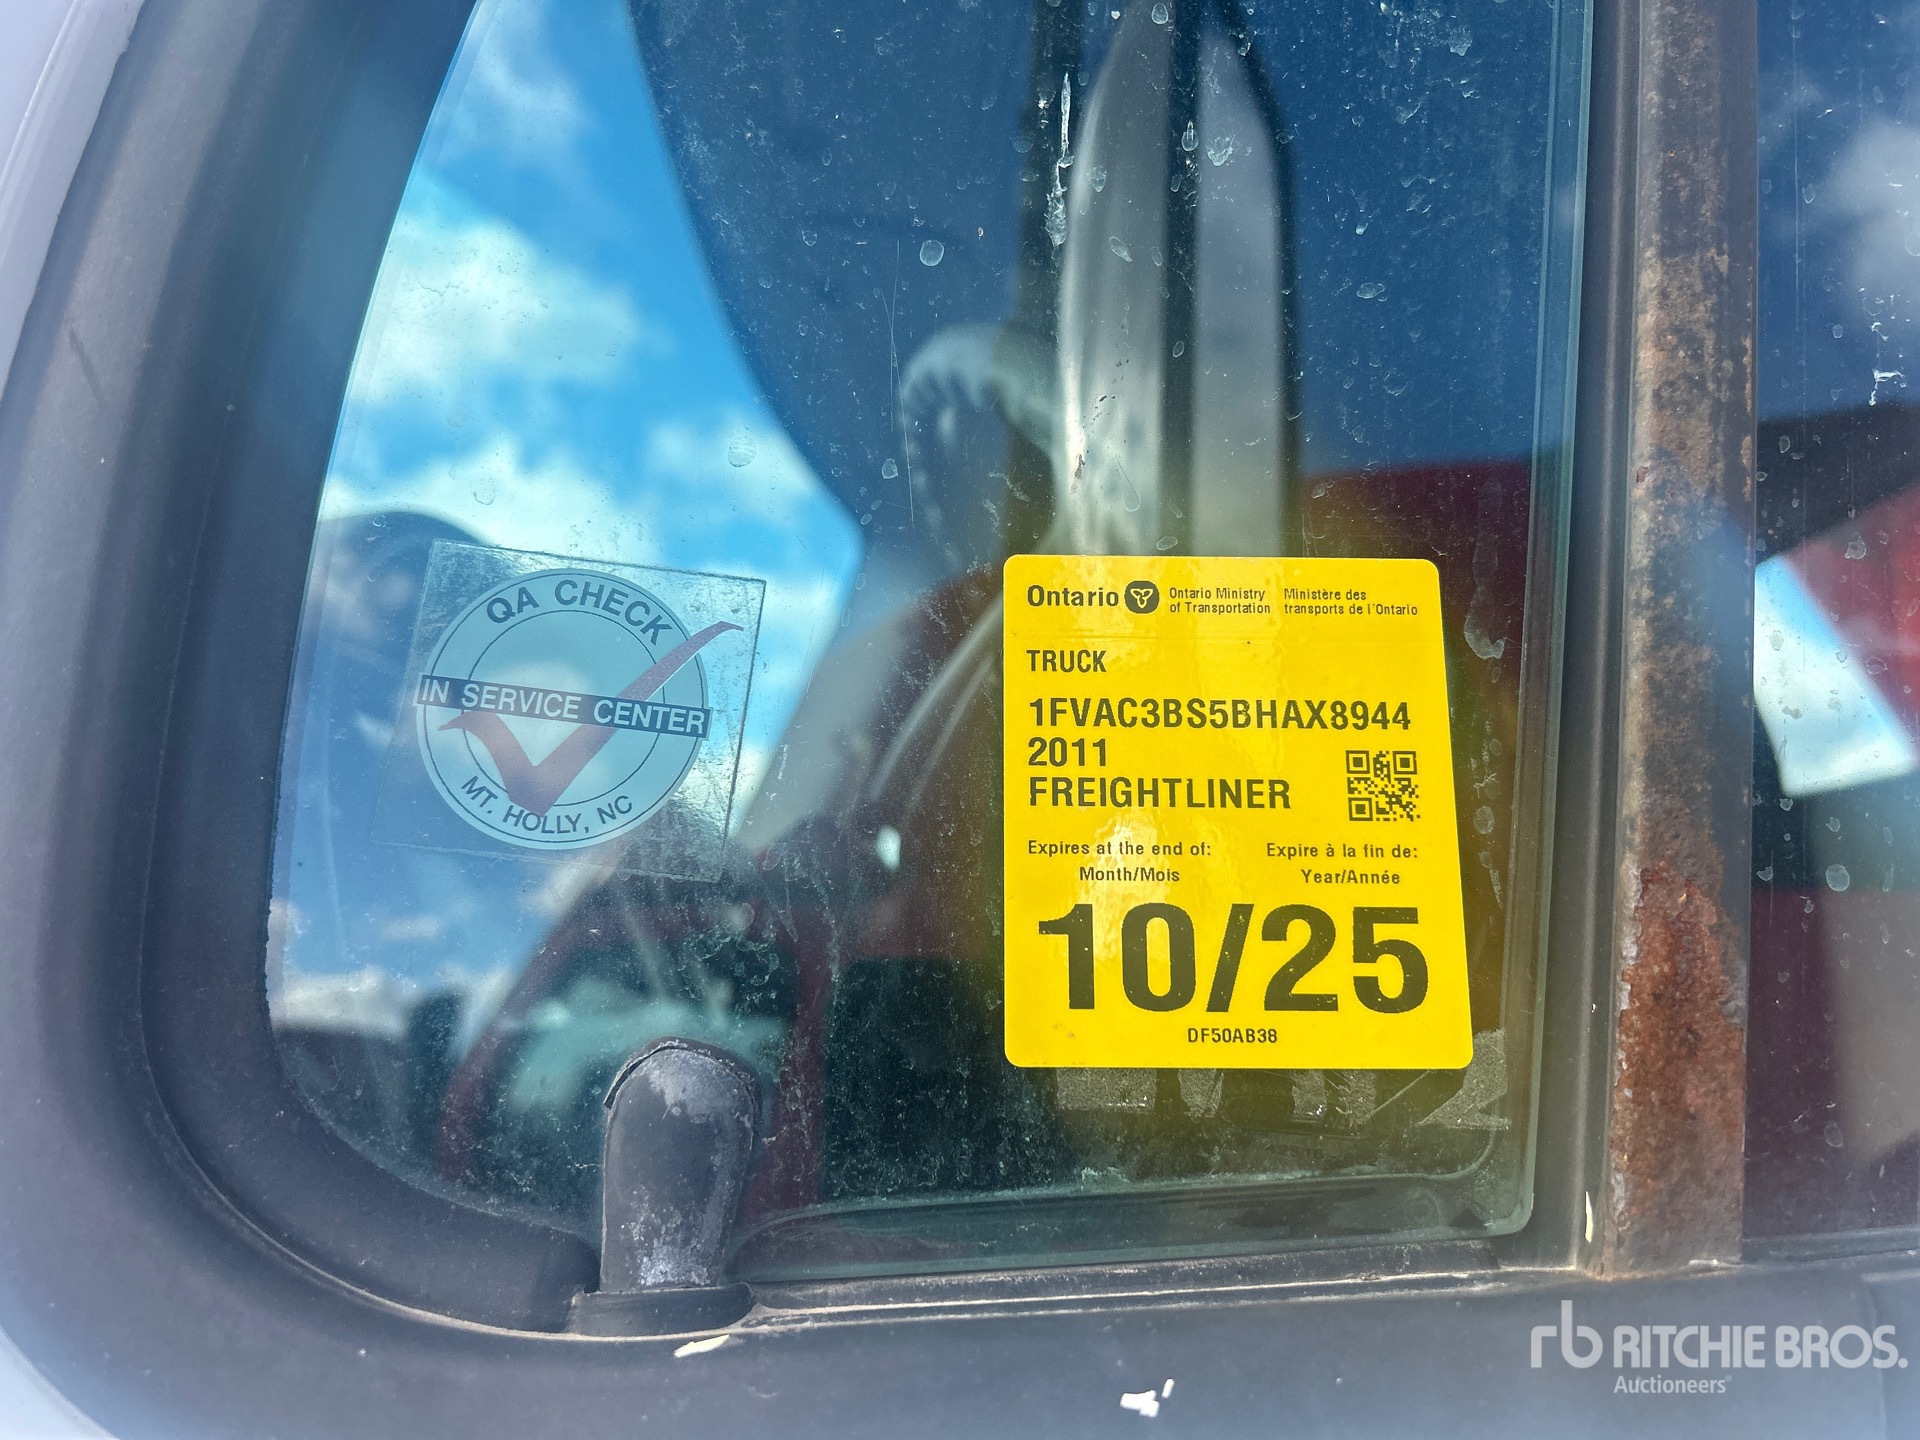 QA CHECK
IN SERVICE CENTER
MT. HOLLY, NC
Ontario
Ontario Ministry
of Transportation
Ministère des
transports de l'Ontario
TRUCK
1FVAC3BS5BHAX8944
2011
FREIGHTLINER
Expires at the end of:
Month/Mois
Expire à la fin de:
Year/Année
10/25
DF50AB38
rb RITCHIE BROS.
Auctioneers